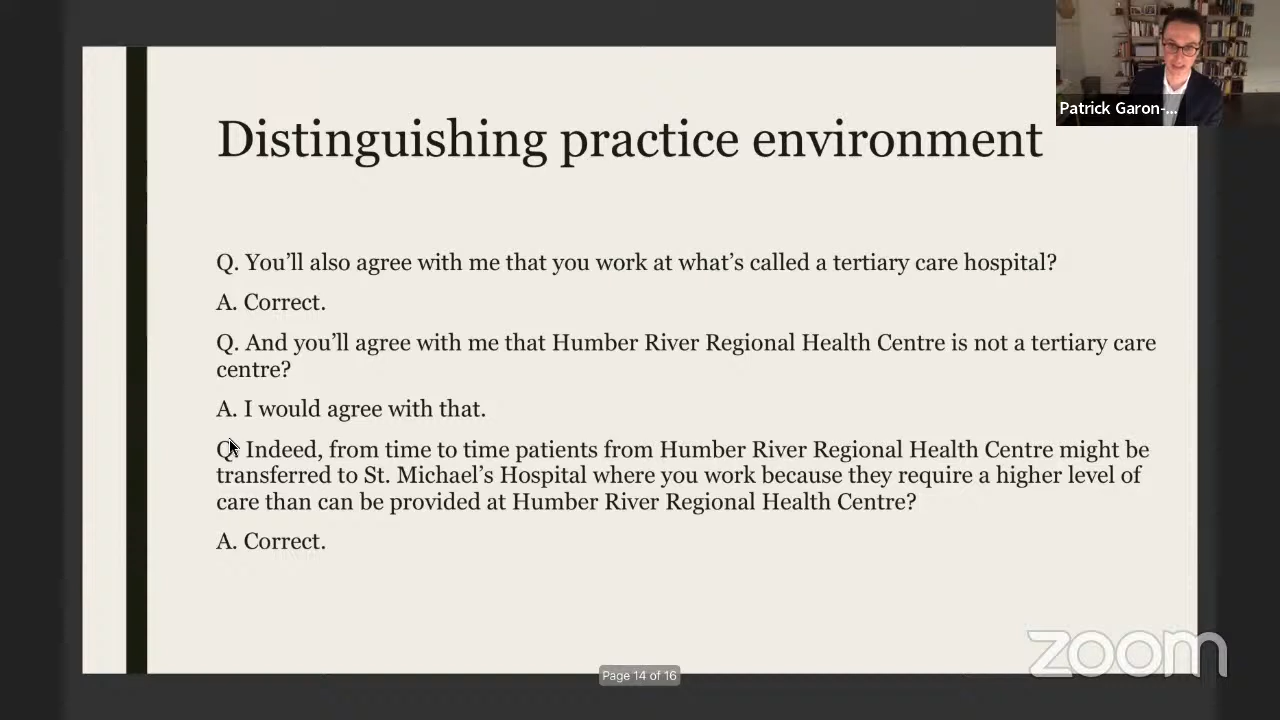 Patrick Garon-...
Distinguishing practice environment
Q. You'll also agree with me that you work at what's called a tertiary care hospital?
A. Correct.
Q. And you'll agree with me that Humber River Regional Health Centre is not a tertiary care
centre?
A. I would agree with that.
Q. Indeed, from time to time patients from Humber River Regional Health Centre might be
transferred to St. Michael's Hospital where you work because they require a higher level of
care than can be provided at Humber River Regional Health Centre?
A. Correct.
zoom
Page 14 of 16